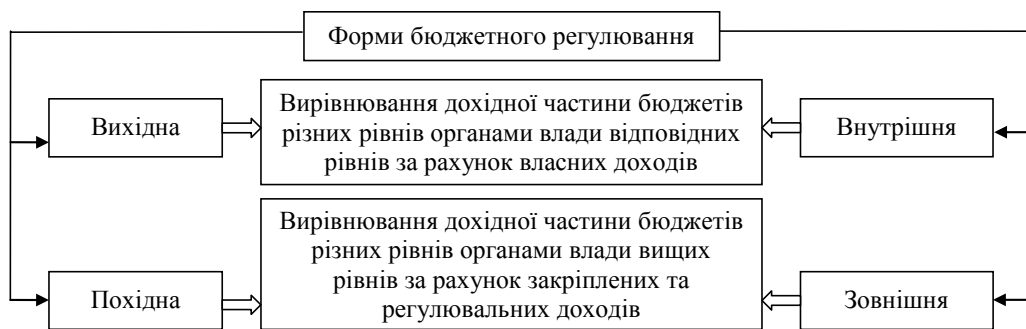 Форми бюджетного регулювання
Вихідна
Вирівнювання дохідної частини бюджетів
різних рівнів органами влади відповідних
рівнів за рахунок власних доходів
Внутрішня
Похідна
Вирівнювання дохідної частини бюджетів
різних рівнів органами влади вищих
рівнів за рахунок закріплених та
регулювальних доходів
Зовнішня